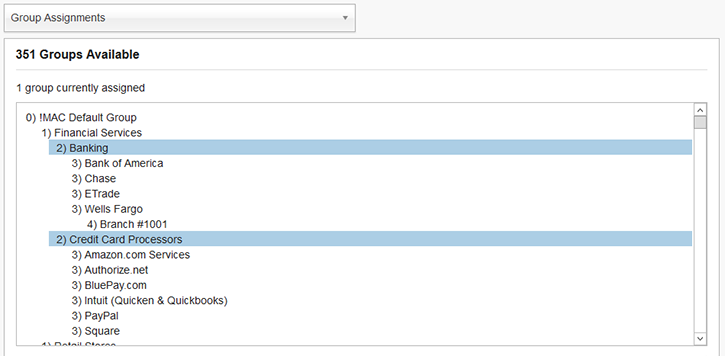 Group Assignments
351 Groups Available
1 group currently assigned
0) !MAC Default Group
1) Financial Services
2) Banking
3) Bank of America
3) Chase
3) ETrade
3) Wells Fargo
4) Branch #1001
2) Credit Card Processors
3) Amazon.com Services
3) Authorize.net
3) BluePay.com
3) Intuit (Quicken & Quickbooks)
3) PayPal
3) Square
1) Retail Stores